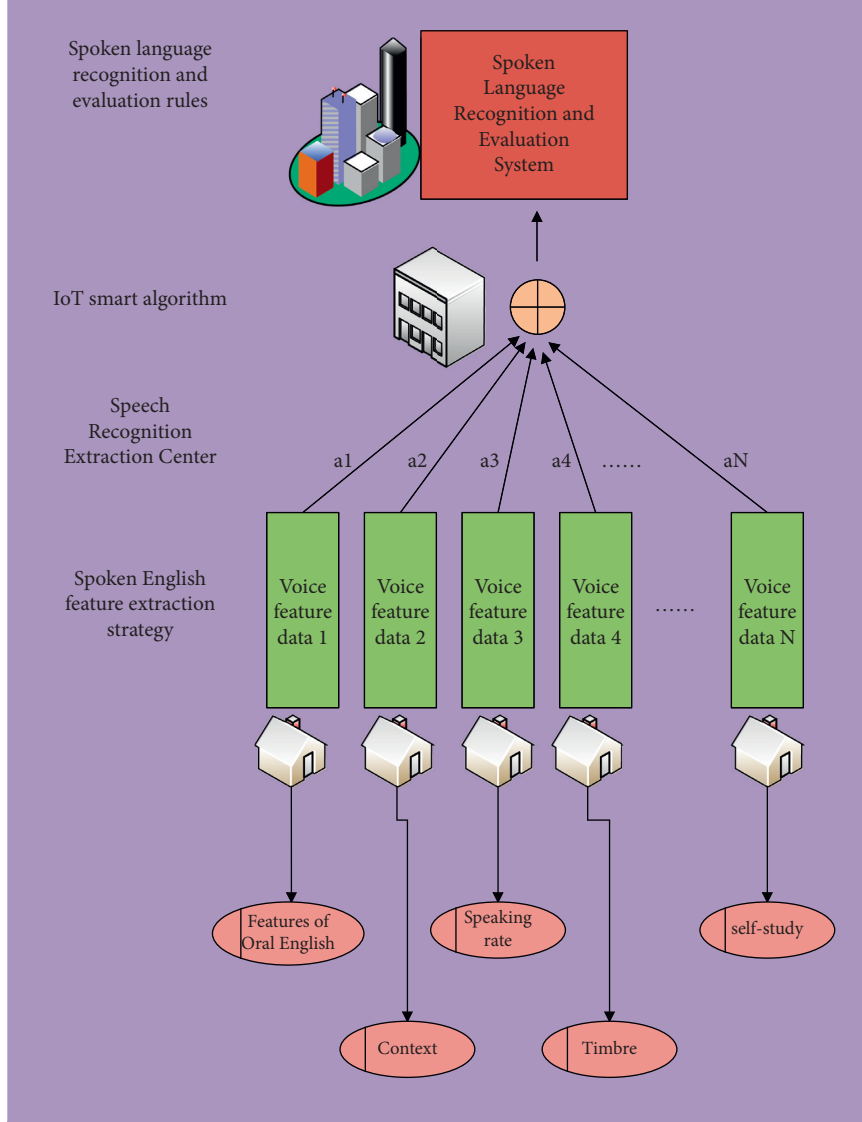 Spoken language
recognition and
evaluation rules
Spoken
Language
Recognition and
Evaluation
System
IoT smart algorithm
Speech
Recognition
Extraction Center
a1
a2
a3
a4
......
aN
Spoken English
feature extraction
strategy
Voice
feature
data 1
Voice
feature
data 2
Voice
feature
data 3
Voice
feature
data 4
......
Voice
feature
data N
Features of
Oral English
Speaking
rate
self-study
Context
Timbre